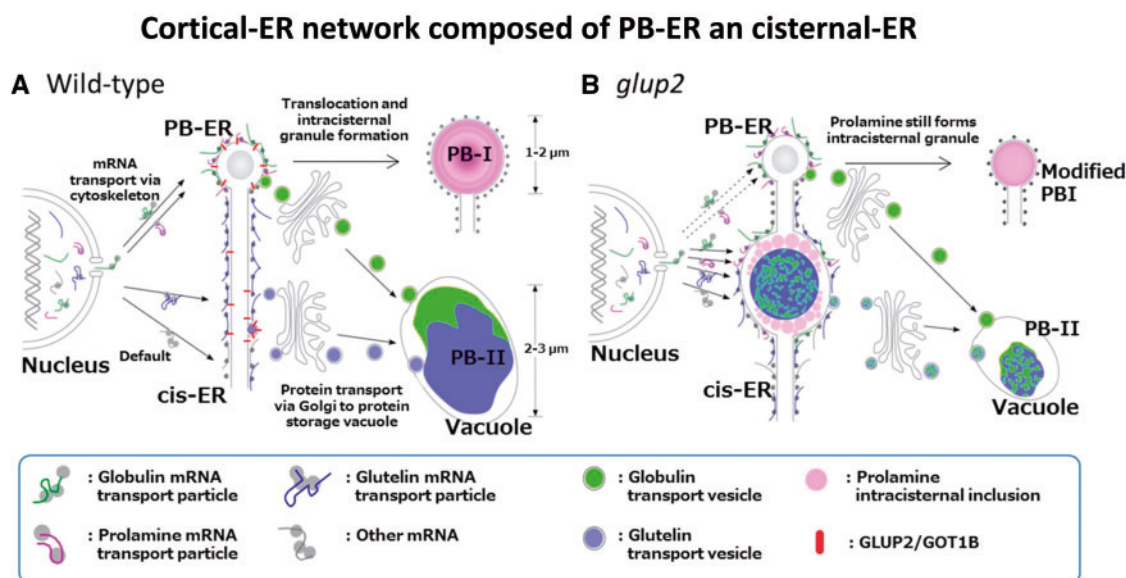 Cortical-ER network composed of PB-ER an cisternal-ER
A Wild-type
PB-ER
Translocation and
intracisternal
granule formation
mRNA
transport via
cytoskeleton
PB-I
1-2 µm
Nucleus
Default
cis-ER
Protein transport
via Golgi to protein
storage vacuole
PB-II
2-3 µm
Vacuole
B glup2
PB-ER
Prolamine still forms
intracisternal granule
Modified
PBI
Nucleus
cis-ER
PB-II
Vacuole
: Globulin mRNA
transport particle
: Glutelin mRNA
transport particle
: Globulin
transport vesicle
: Prolamine
intracisternal inclusion
: Prolamine mRNA
transport particle
: Other mRNA
: Glutelin
transport vesicle
: GLUP2/GOT1B